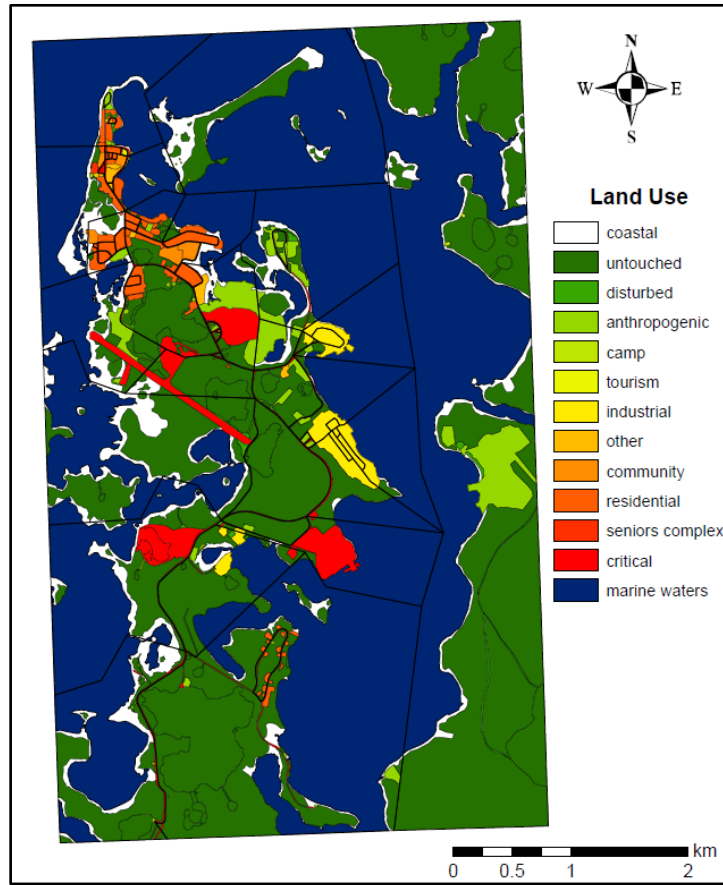 N
W E
S
Land Use
coastal
untouched
disturbed
anthropogenic
camp
tourism
industrial
other
community
residential
seniors complex
critical
marine waters
km
0 0.5 1 2